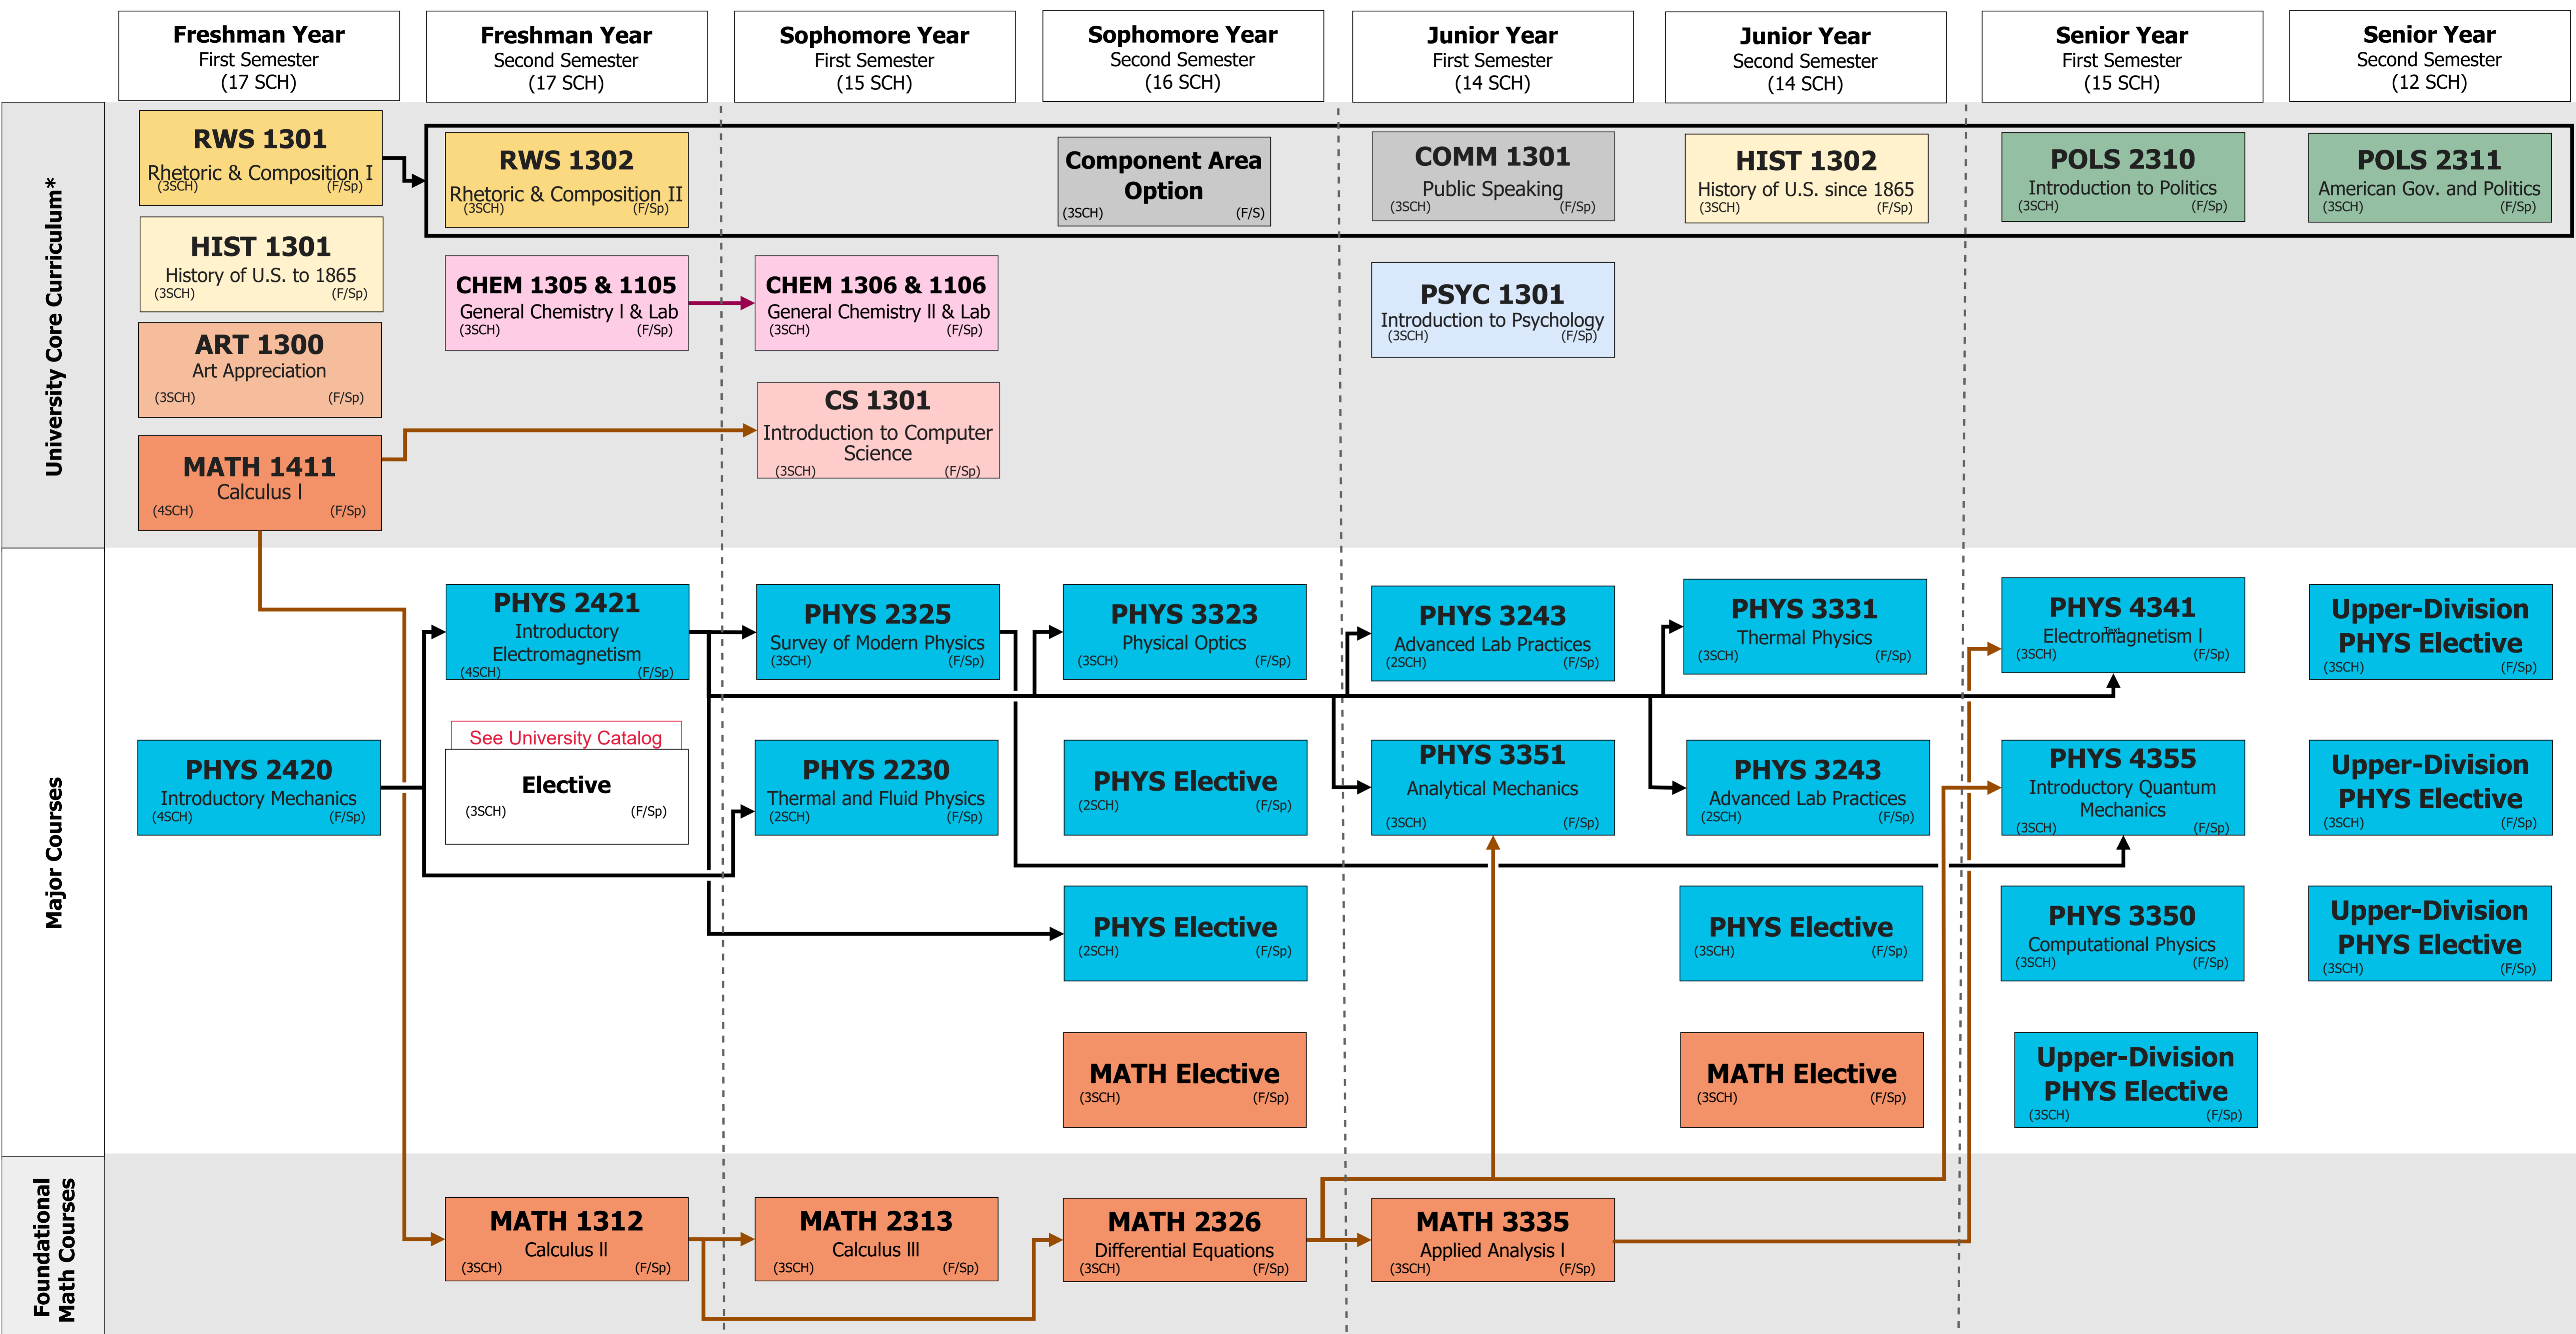 Freshman Year
First Semester
(17 SCH)
Freshman Year
Second Semester
(17 SCH)
Sophomore Year
First Semester
(15 SCH)
Sophomore Year
Second Semester
(16 SCH)
Junior Year
First Semester
(14 SCH)
Junior Year
Second Semester
(14 SCH)
Senior Year
First Semester
(15 SCH)
Senior Year
Second Semester
(12 SCH)
University Core Curriculum*
RWS 1301
Rhetoric & Composition I
(3SCH) (F/Sp)
RWS 1302
Rhetoric & Composition II
(3SCH) (F/Sp)
Component Area
Option
(3SCH) (F/S)
COMM 1301
Public Speaking
(3SCH) (F/Sp)
HIST 1302
History of U.S. since 1865
(3SCH) (F/Sp)
POLS 2310
Introduction to Politics
(3SCH) (F/Sp)
POLS 2311
American Gov. and Politics
(3SCH) (F/Sp)
HIST 1301
History of U.S. to 1865
(3SCH) (F/Sp)
CHEM 1305 & 1105
General Chemistry I & Lab
(3SCH) (F/Sp)
CHEM 1306 & 1106
General Chemistry II & Lab
(3SCH) (F/Sp)
PSYC 1301
Introduction to Psychology
(3SCH) (F/Sp)
ART 1300
Art Appreciation
(3SCH) (F/Sp)
CS 1301
Introduction to Computer
Science
(3SCH) (F/Sp)
MATH 1411
Calculus I
(4SCH) (F/Sp)
Major Courses
PHYS 2421
Introductory
Electromagnetism
(4SCH) (F/Sp)
PHYS 2325
Survey of Modern Physics
(3SCH) (F/Sp)
PHYS 3323
Physical Optics
(3SCH) (F/Sp)
PHYS 3243
Advanced Lab Practices
(2SCH) (F/Sp)
PHYS 3331
Thermal Physics
(3SCH) (F/Sp)
PHYS 4341
Text
Electromagnetism I
(3SCH) (F/Sp)
Upper-Division
PHYS Elective
(3SCH) (F/Sp)
PHYS 2420
Introductory Mechanics
(4SCH) (F/Sp)
See University Catalog
Elective
(3SCH) (F/Sp)
PHYS 2230
Thermal and Fluid Physics
(2SCH) (F/Sp)
PHYS Elective
(2SCH) (F/Sp)
PHYS 3351
Analytical Mechanics
(3SCH) (F/Sp)
PHYS 3243
Advanced Lab Practices
(2SCH) (F/Sp)
PHYS 4355
Introductory Quantum
Mechanics
(3SCH) (F/Sp)
Upper-Division
PHYS Elective
(3SCH) (F/Sp)
PHYS Elective
(2SCH) (F/Sp)
PHYS Elective
(3SCH) (F/Sp)
PHYS 3350
Computational Physics
(3SCH) (F/Sp)
Upper-Division
PHYS Elective
(3SCH) (F/Sp)
MATH Elective
(3SCH) (F/Sp)
MATH Elective
(3SCH) (F/Sp)
Upper-Division
PHYS Elective
(3SCH) (F/Sp)
Foundational
Math Courses
MATH 1312
Calculus II
(3SCH) (F/Sp)
MATH 2313
Calculus III
(3SCH) (F/Sp)
MATH 2326
Differential Equations
(3SCH) (F/Sp)
MATH 3335
Applied Analysis I
(3SCH) (F/Sp)